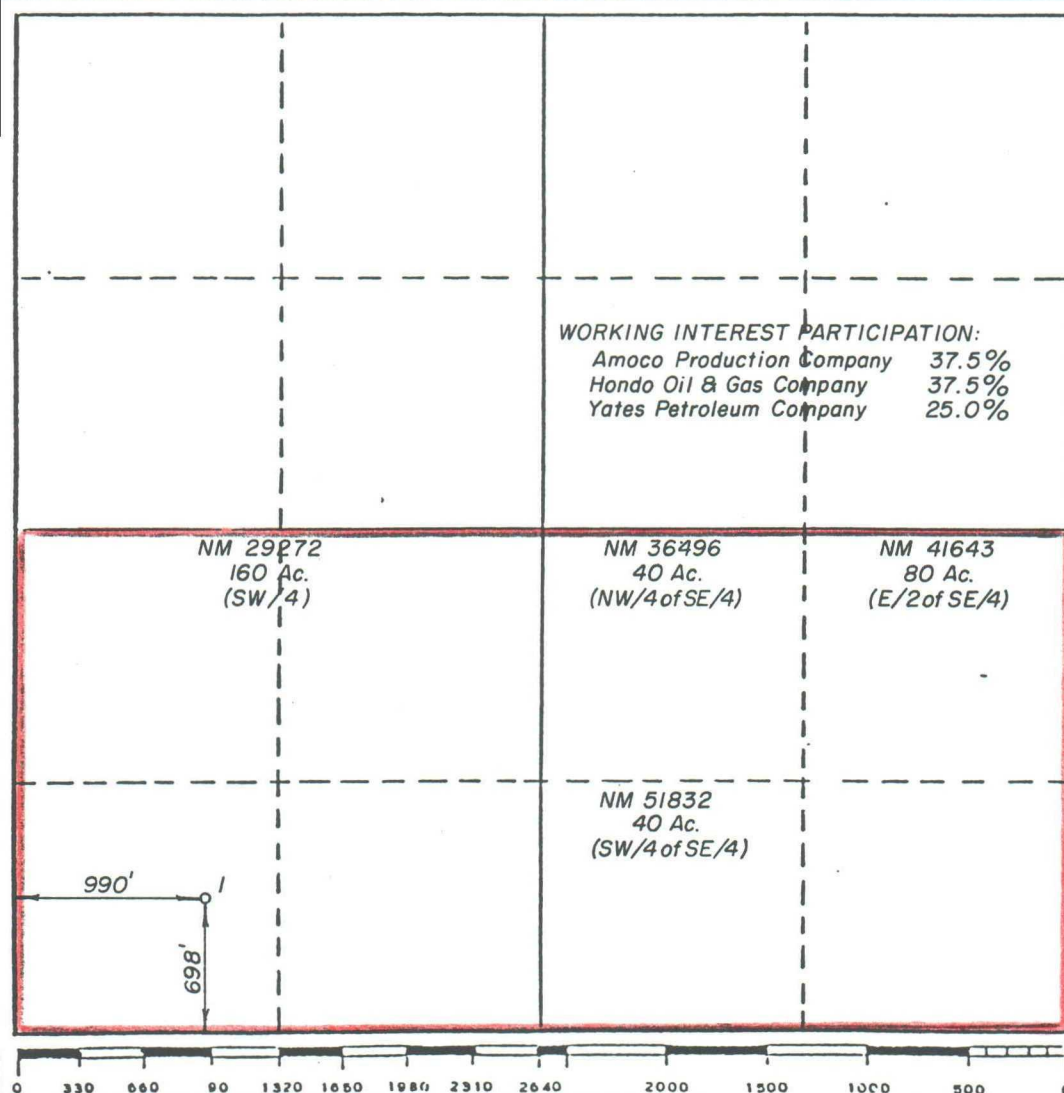 WORKING INTEREST PARTICIPATION:
Amoco Production Company 37.5%
Hondo Oil & Gas Company 37.5%
Yates Petroleum Company 25.0%
NM 29272
160 Ac.
(SW/4)
NM 36496
40 Ac.
(NW/4 of SE/4)
NM 41643
80 Ac.
(E/2 of SE/4)
NM 51832
40 Ac.
(SW/4 of SE/4)
990' 1
698'
0 330 660 90 1320 1650 1980 2310 2640 2000 1500 1000 500